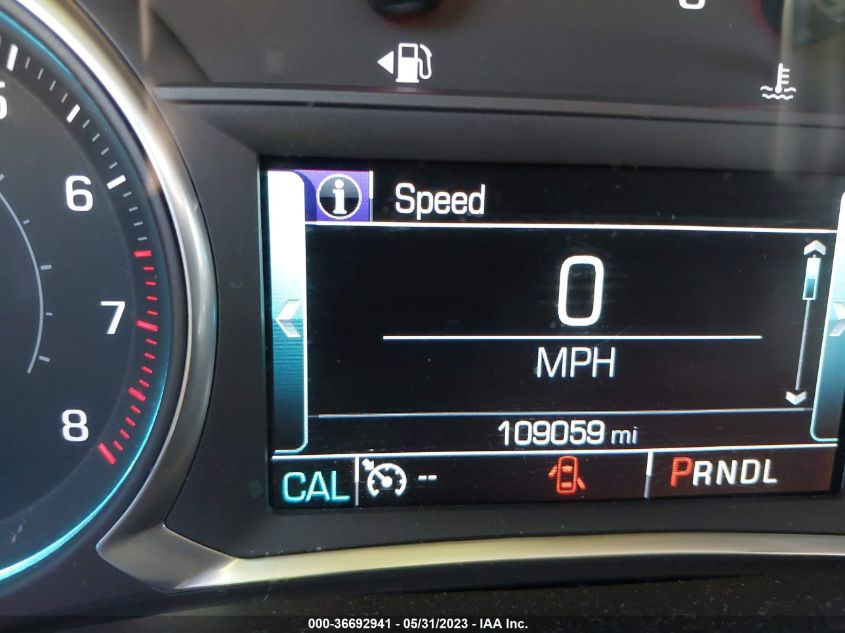 6
7
8
Speed
0
MPH
109059 mi
CAL
--
PRNDL
000-36692941 - 05/31/2023 - IAA Inc.